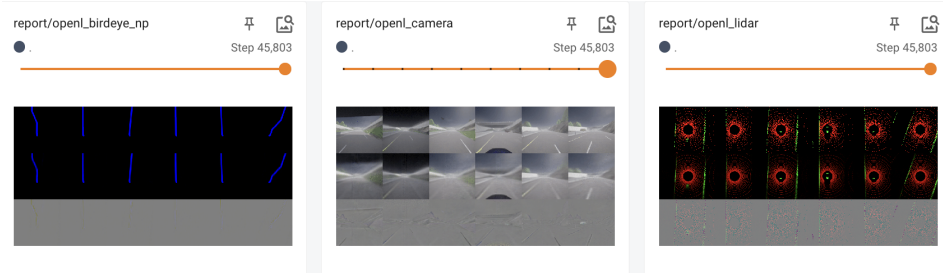 report/openl_birdeye_np
. Step 45,803
report/openl_camera
. Step 45,803
report/openl_lidar
. Step 45,803